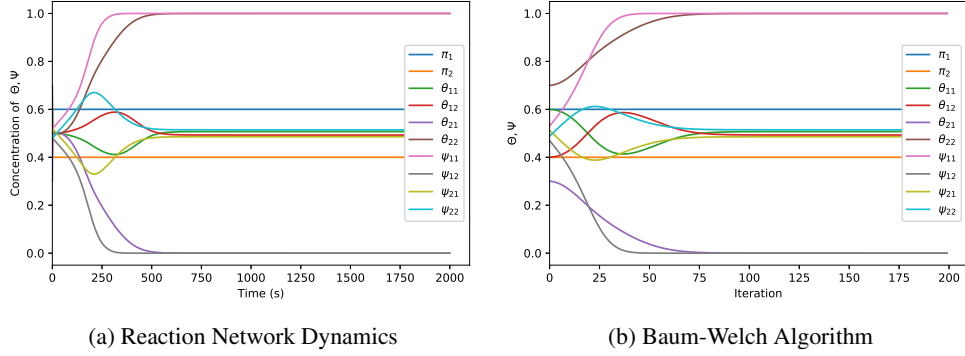 1.0
0.8
0.6
0.4
0.2
0.0
Concentration of Θ, Ψ
0 250 500 750 1000 1250 1500 1750 2000
Time (s)
π₁
π₂
θ₁₁
θ₁₂
θ₂₁
θ₂₂
ψ₁₁
ψ₁₂
ψ₂₁
ψ₂₂
(a) Reaction Network Dynamics
1.0
0.8
0.6
0.4
0.2
0.0
Θ, Ψ
0 25 50 75 100 125 150 175 200
Iteration
π₁
π₂
θ₁₁
θ₁₂
θ₂₁
θ₂₂
ψ₁₁
ψ₁₂
ψ₂₁
ψ₂₂
(b) Baum-Welch Algorithm